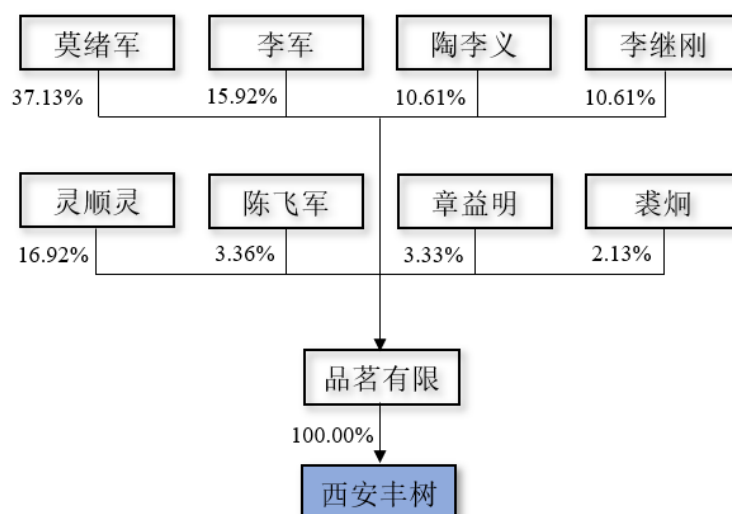 莫绪军 李军 陶李义 李继刚
37.13% 15.92% 10.61% 10.61%
灵顺灵 陈飞军 章益明 裘炯
16.92% 3.36% 3.33% 2.13%
品茗有限
100.00%
西安丰树